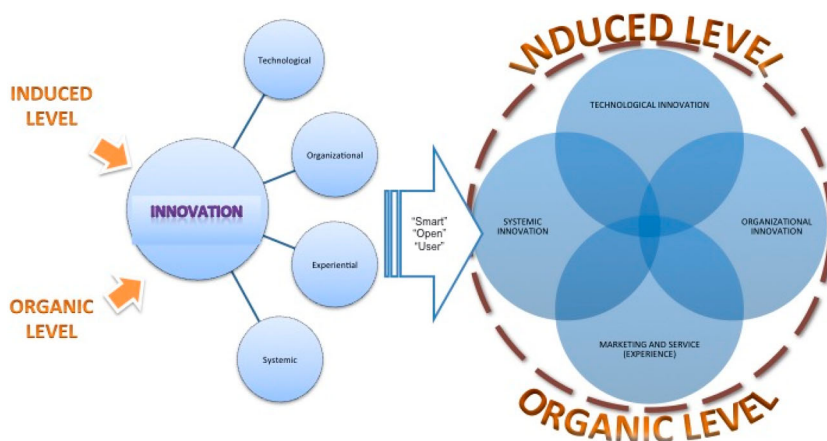 INDUCED
LEVEL
INNOVATION
ORGANIC
LEVEL
Technological
Organizational
Experiential
Systemic
"Smart"
"Open"
"User"
INDUCED LEVEL
TECHNOLOGICAL INNOVATION
SYSTEMIC
INNOVATION
ORGANIZATIONAL
INNOVATION
MARKETING AND SERVICE
(EXPERIENCE)
ORGANIC LEVEL